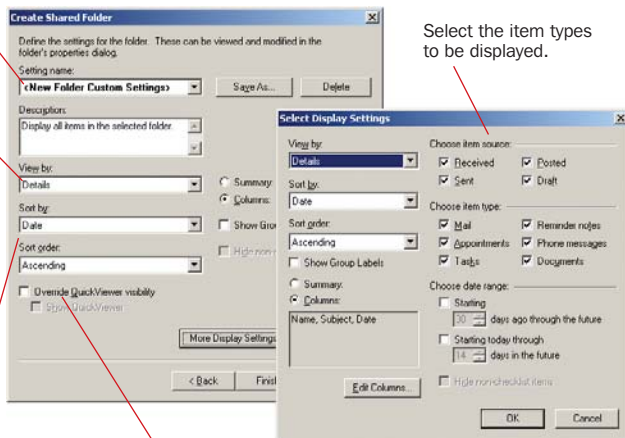 Create Shared Folder
Define the settings for the folder. These can be viewed and modified in the
folder's properties dialog.
Setting name:
<New Folder Custom Settings>
Save As...
Delete
Description:
Display all items in the selected folder.
View by:
Details
Summary
Columns:
Sort by:
Date
Show Grou
Hide non-
Sort order:
Ascending
Override QuickViewer visibility
Show QuickViewer
More Display Settings
< Back
Finis
Select the item types
to be displayed.
Select Display Settings
View by:
Details
Sort by:
Date
Sort order:
Ascending
Show Group Labels
Summary
Columns:
Name, Subject, Date
Edit Columns...
Choose item source:
Received
Posted
Sent
Draft
Choose item type:
Mail
Reminder notes
Appointments
Phone messages
Tasks
Documents
Choose date range:
Starting
30 days ago through the future
Starting today through
14 days in the future
Hide non-checklist items
OK
Cancel